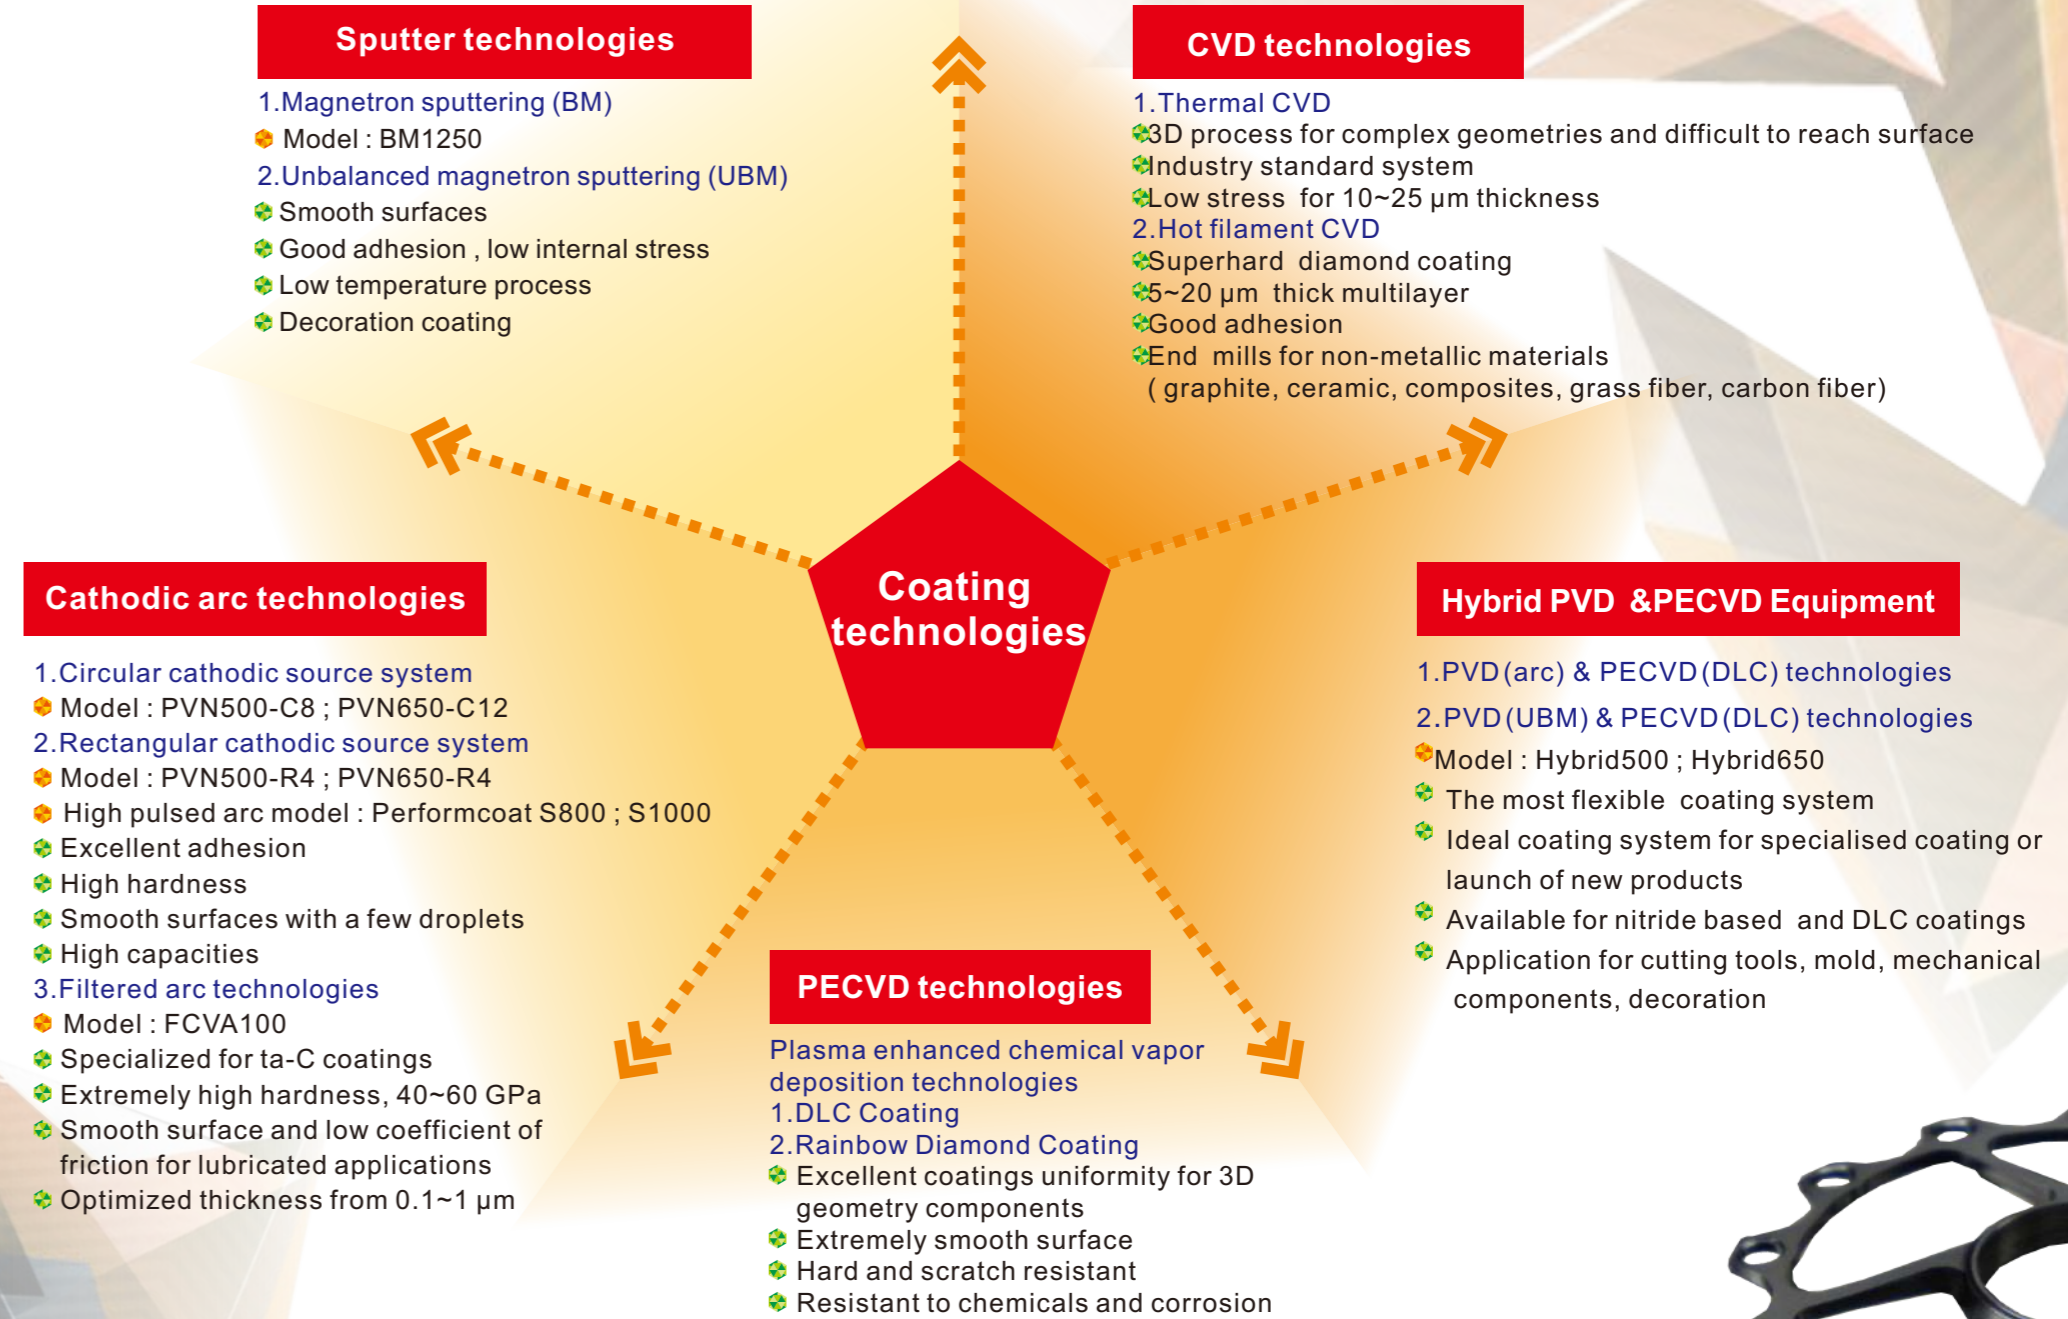 Sputter technologies
1.Magnetron sputtering (BM)
Model : BM1250
2.Unbalanced magnetron sputtering (UBM)
Smooth surfaces
Good adhesion , low internal stress
Low temperature process
Decoration coating
CVD technologies
1.Thermal CVD
3D process for complex geometries and difficult to reach surface
Industry standard system
Low stress for 10~25 µm thickness
2.Hot filament CVD
Superhard diamond coating
5~20 µm thick multilayer
Good adhesion
End mills for non-metallic materials
( graphite, ceramic, composites, grass fiber, carbon fiber)
Coating
technologies
Cathodic arc technologies
1.Circular cathodic source system
Model : PVN500-C8 ; PVN650-C12
2.Rectangular cathodic source system
Model : PVN500-R4 ; PVN650-R4
High pulsed arc model : Performcoat S800 ; S1000
Excellent adhesion
High hardness
Smooth surfaces with a few droplets
High capacities
3.Filtered arc technologies
Model : FCVA100
Specialized for ta-C coatings
Extremely high hardness, 40~60 GPa
Smooth surface and low coefficient of
friction for lubricated applications
Optimized thickness from 0.1~1 µm
PECVD technologies
Plasma enhanced chemical vapor
deposition technologies
1.DLC Coating
2.Rainbow Diamond Coating
Excellent coatings uniformity for 3D
geometry components
Extremely smooth surface
Hard and scratch resistant
Resistant to chemicals and corrosion
Hybrid PVD &PECVD Equipment
1.PVD(arc) & PECVD(DLC) technologies
2.PVD(UBM) & PECVD(DLC) technologies
Model : Hybrid500 ; Hybrid650
The most flexible coating system
Ideal coating system for specialised coating or
launch of new products
Available for nitride based and DLC coatings
Application for cutting tools, mold, mechanical
components, decoration